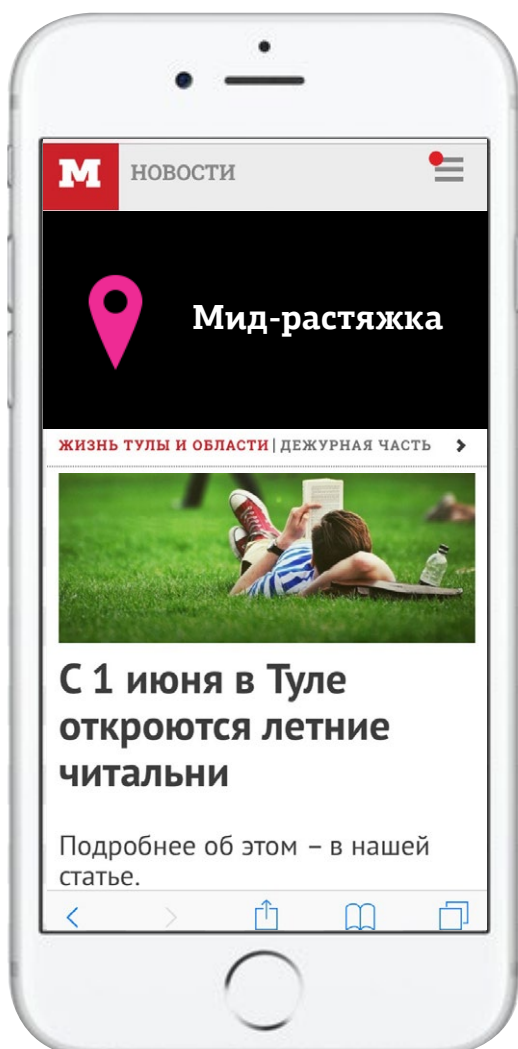 М НОВОСТИ
Мид-растяжка
ЖИЗНЬ ТУЛЫ И ОБЛАСТИ | ДЕЖУРНАЯ ЧАСТЬ
С 1 июня в Туле
откроются летние
читальни
Подробнее об этом – в нашей
статье.